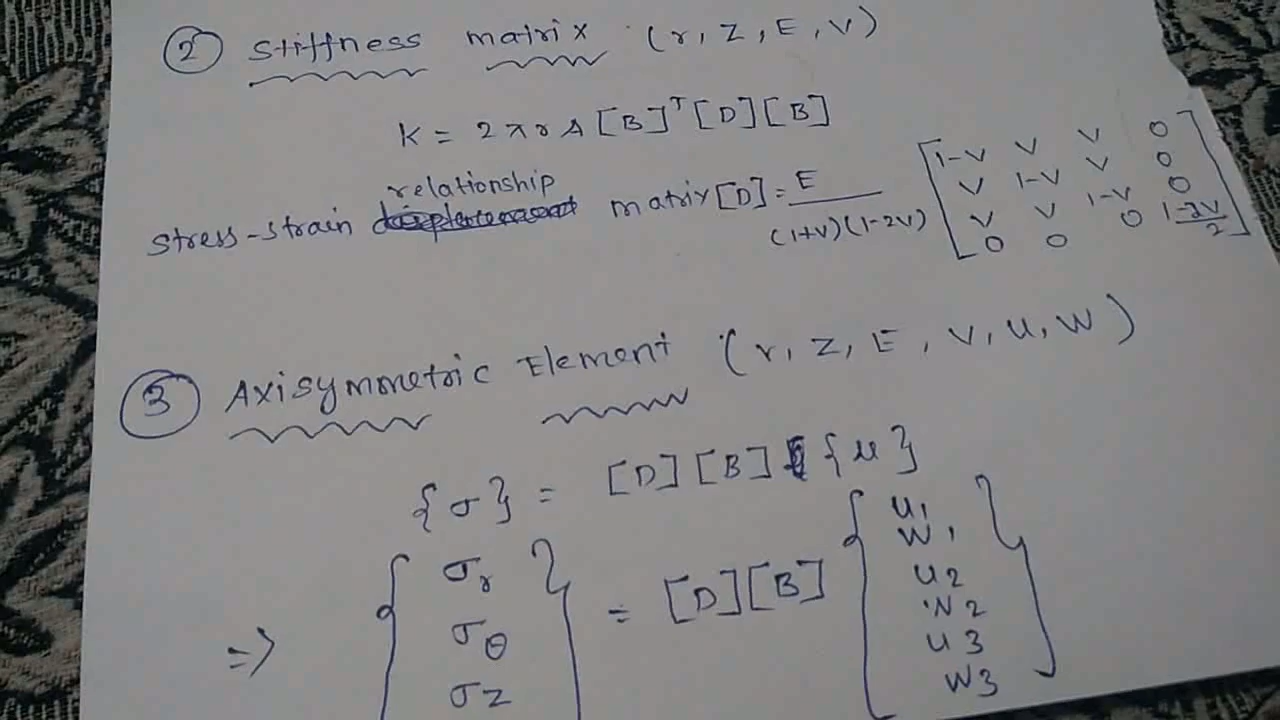 ② Stiffness matrix (r, Z, E, V)
K = 2πrA [B]ᵀ[D][B]
relationship
stress-strain matrix [D] = E / (1+V)(1-2V) [ 1-V V V 0
V 1-V V 0
V V 1-V 0
0 0 0 1-2V/2 ]
③ Axisymmetric Element (r, Z, E, V, u, W)
{σ} = [D][B] {u}
⇒ { σr σθ σz } = [D][B] { u1
W1
u2
W2
u3
W3 }